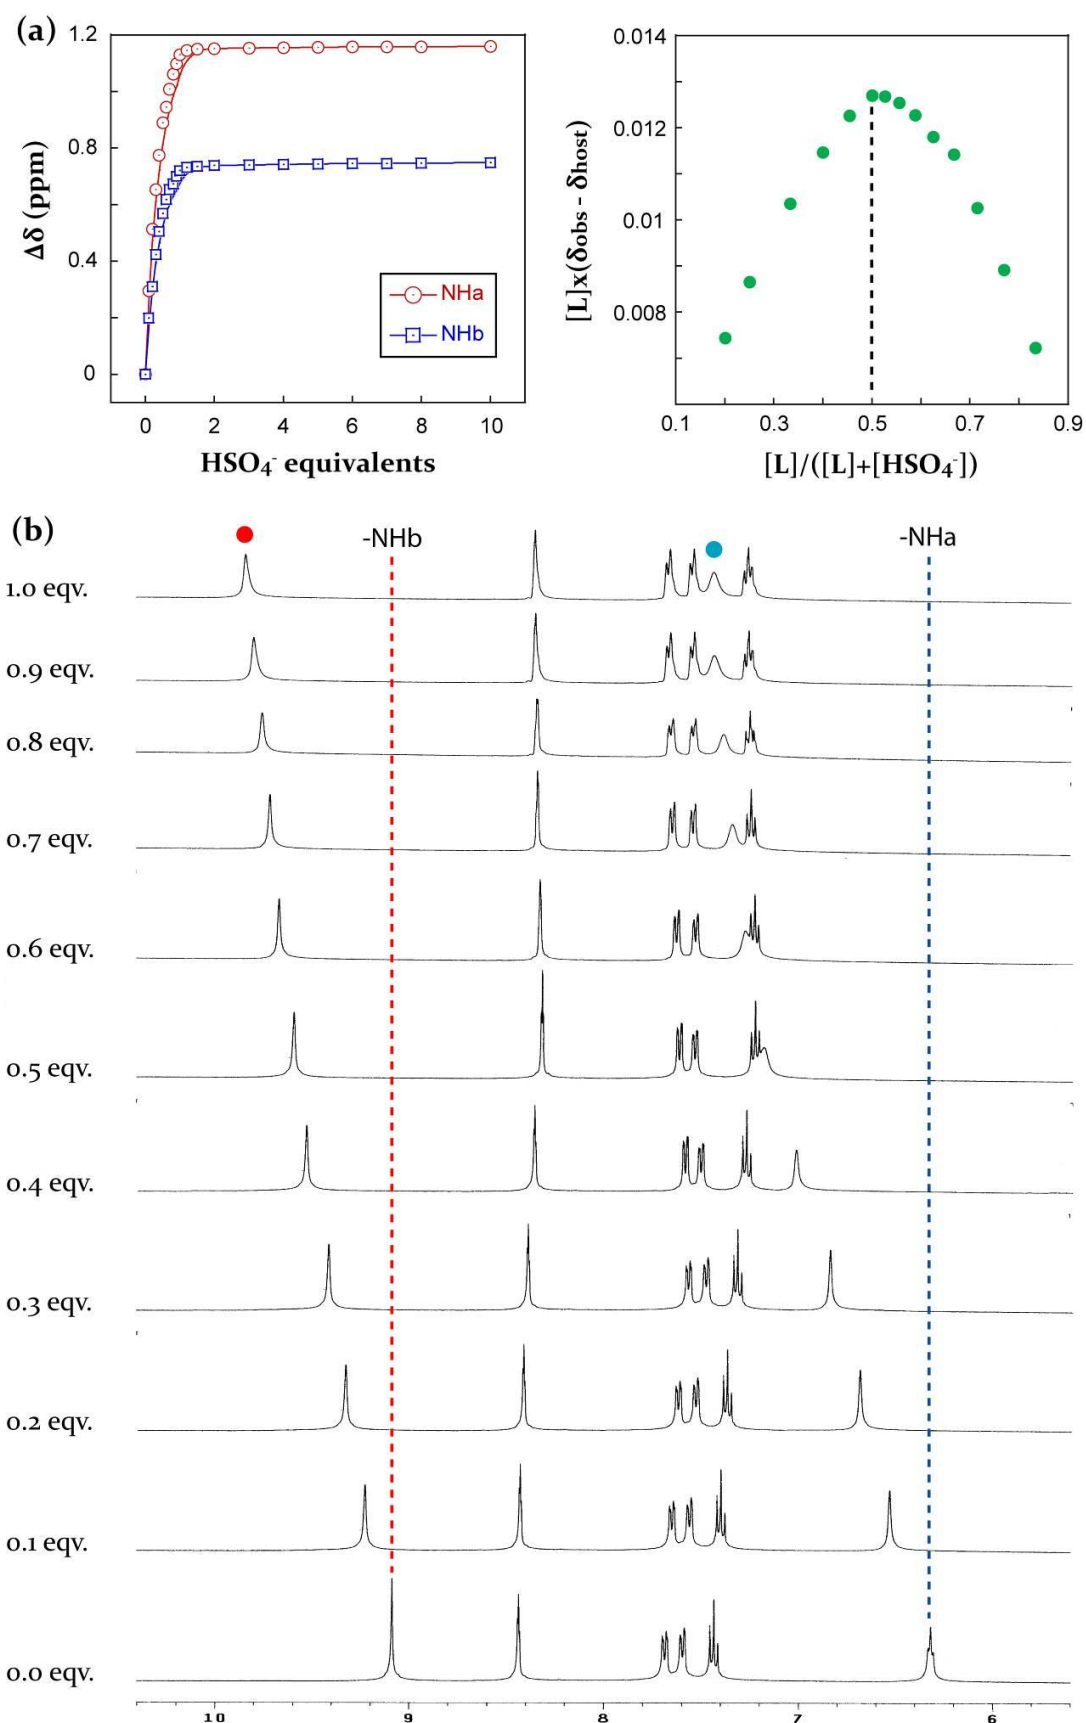 (a)
1.2
0.8
0.4
0
Δδ (ppm)
NHa
NHb
0 2 4 6 8 10
HSO₄⁻ equivalents
0.014
0.012
0.01
0.008
[L]x(δobs - δhost)
0.1 0.3 0.5 0.7 0.9
[L]/([L]+[HSO₄⁻])
(b)
-NHb -NHa
1.0 eqv.
0.9 eqv.
0.8 eqv.
0.7 eqv.
0.6 eqv.
0.5 eqv.
0.4 eqv.
0.3 eqv.
0.2 eqv.
0.1 eqv.
0.0 eqv.
10 9 8 7 6